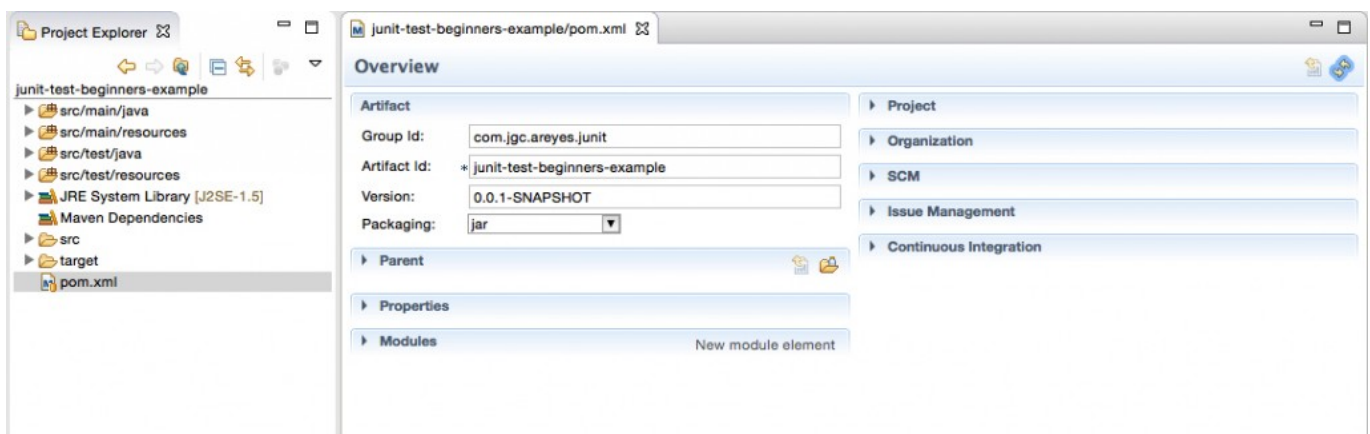 Project Explorer
junit-test-beginners-example
src/main/java
src/main/resources
src/test/java
src/test/resources
JRE System Library [J2SE-1.5]
Maven Dependencies
src
target
pom.xml
junit-test-beginners-example/pom.xml
Overview
Artifact
Group Id: com.jgc.areyes.junit
Artifact Id: * junit-test-beginners-example
Version: 0.0.1-SNAPSHOT
Packaging: jar
Parent
Properties
Modules New module element
Project
Organization
SCM
Issue Management
Continuous Integration